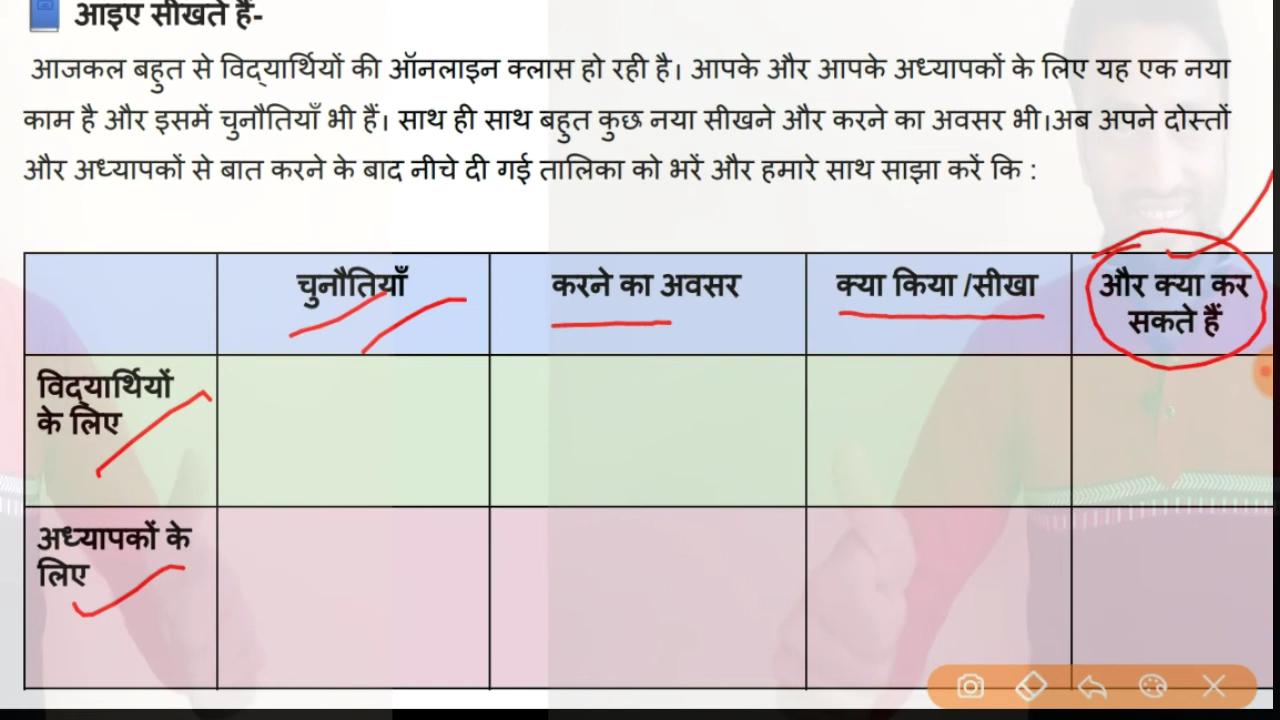 आइए सीखते हैं-
आजकल बहुत से विद्यार्थियों की ऑनलाइन क्लास हो रही है। आपके और आपके अध्यापकों के लिए यह एक नया
काम है और इसमें चुनौतियाँ भी हैं। साथ ही साथ बहुत कुछ नया सीखने और करने का अवसर भी।अब अपने दोस्तों
और अध्यापकों से बात करने के बाद नीचे दी गई तालिका को भरें और हमारे साथ साझा करें कि :
चुनौतियाँ
करने का अवसर
क्या किया /सीखा
और क्या कर
सकते हैं
विद्यार्थियों
के लिए
अध्यापकों के
लिए